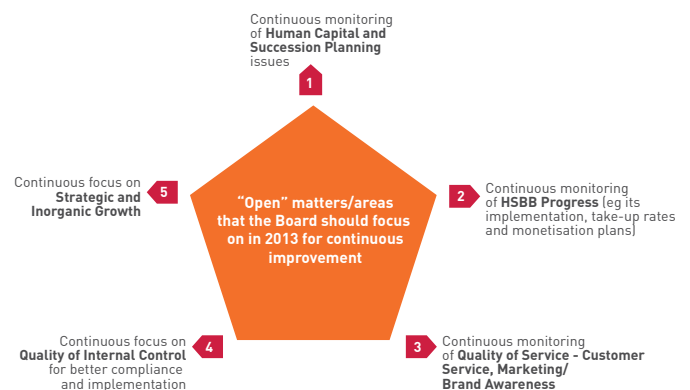 Continuous monitoring
of Human Capital and
Succession Planning
issues
1
5
Continuous focus on
Strategic and
Inorganic Growth
"Open" matters/areas
that the Board should focus
on in 2013 for continuous
improvement
2
Continuous monitoring
of HSBB Progress (eg its
implementation, take-up rates
and monetisation plans)
4
Continuous focus on
Quality of Internal Control
for better compliance
and implementation
3
Continuous monitoring
of Quality of Service - Customer
Service, Marketing/
Brand Awareness